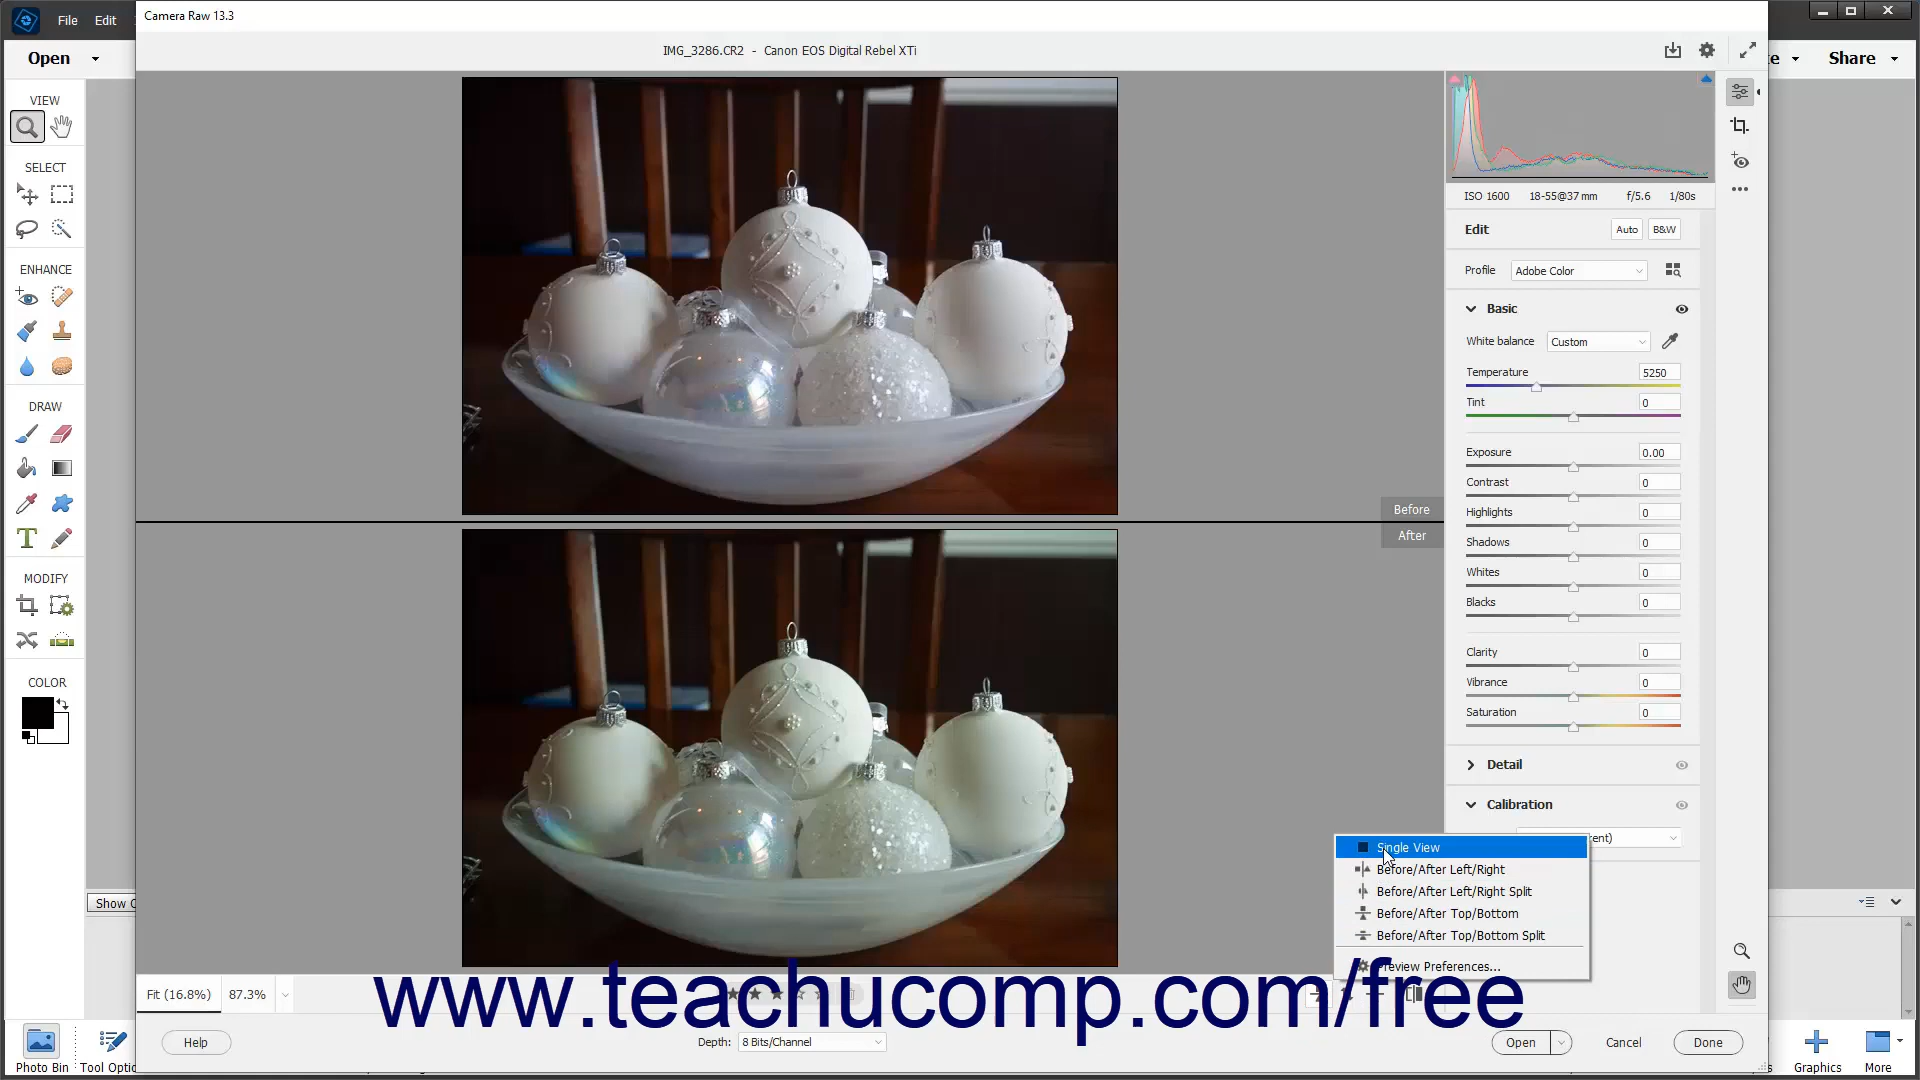 Camera Raw 13.3
File Edit
IMG_3286.CR2 - Canon EOS Digital Rebel XTi
Open
Share
VIEW
SELECT
ENHANCE
DRAW
MODIFY
COLOR
ISO 1600 18-55@37 mm f/5.6 1/80s
Edit Auto B&W
Profile Adobe Color
Basic
White balance Custom
Temperature 5250
Tint 0
Exposure 0.00
Contrast 0
Highlights 0
Shadows 0
Whites 0
Blacks 0
Clarity 0
Vibrance 0
Saturation 0
Detail
Calibration
Before
After
Single View
Before/After Left/Right
Before/After Left/Right Split
Before/After Top/Bottom
Before/After Top/Bottom Split
Preview Preferences...
Show
Fit (16.8%) 87.3%
www.teachucomp.com/free
Help
Depth: 8 Bits/Channel
Open Cancel Done
Photo Bin Tool
Graphics More